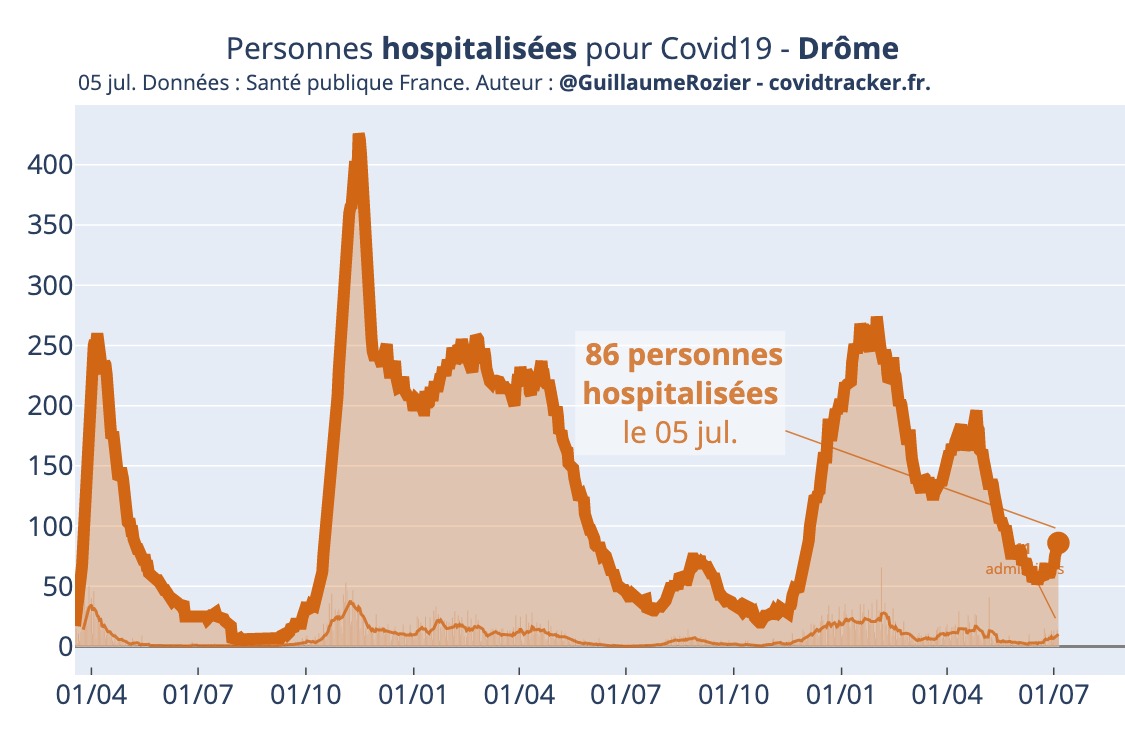 Personnes hospitalisées pour Covid19 - Drôme
05 jul. Données : Santé publique France. Auteur : @GuillaumeRozier - covidtracker.fr.
400
350
300
250
200
150
100
50
0
86 personnes
hospitalisées
le 05 jul.
01/04 01/07 01/10 01/01 01/04 01/07 01/10 01/01 01/04 01/07